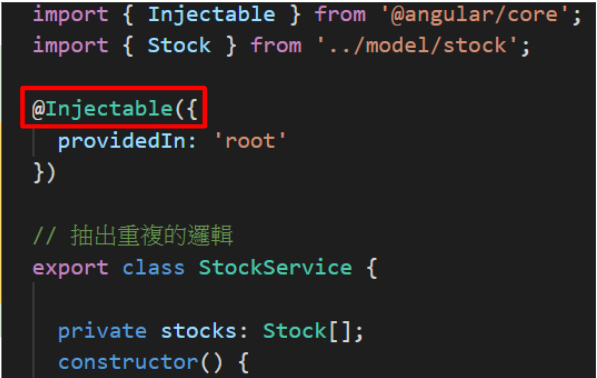 import { Injectable } from '@angular/core';
import { Stock } from '../model/stock';
@Injectable({
providedIn: 'root'
})
// 抽出重複的邏輯
export class StockService {
private stocks: Stock[];
constructor() {